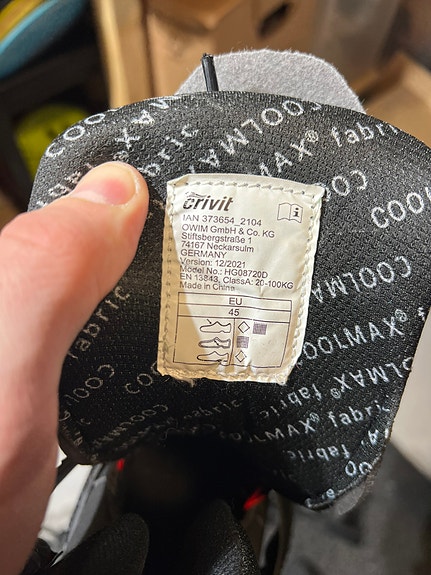 crivit
IAN 373654_2104
OWIM GmbH & Co. KG
Stiftsbergstraße 1
74167 Neckarsulm
GERMANY
Version: 12/2021
Model No.: HG08720D
EN 13843, ClassA: 20-100KG
Made in China
EU
45
i
COOLMAX® fabric
COOLMAX
COOLMAX® fabric
fabric